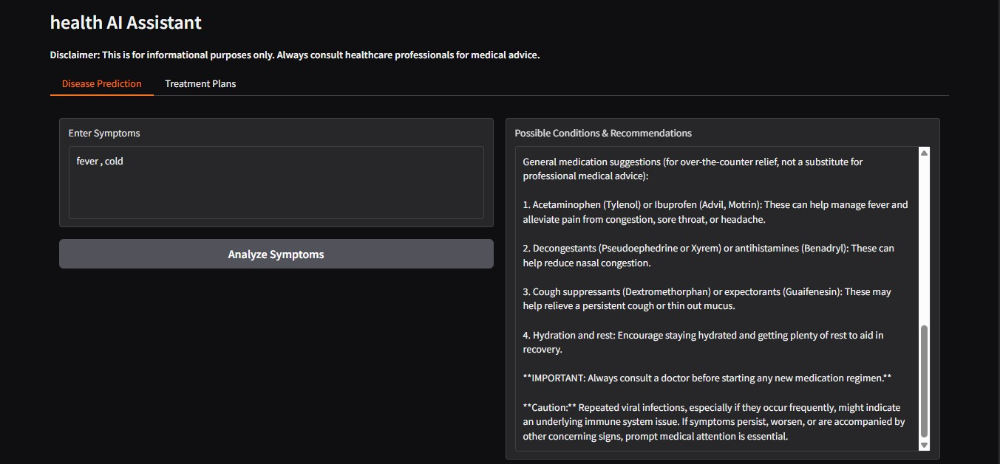 health AI Assistant
Disclaimer: This is for informational purposes only. Always consult healthcare professionals for medical advice.
Disease Prediction
Treatment Plans
Enter Symptoms
fever , cold
Analyze Symptoms
Possible Conditions & Recommendations
General medication suggestions (for over-the-counter relief, not a substitute for
professional medical advice):
1. Acetaminophen (Tylenol) or Ibuprofen (Advil, Motrin): These can help manage fever and
alleviate pain from congestion, sore throat, or headache.
2. Decongestants (Pseudoephedrine or Xyrem) or antihistamines (Benadryl): These can
help reduce nasal congestion.
3. Cough suppressants (Dextromethorphan) or expectorants (Guaifenesin): These may
help relieve a persistent cough or thin out mucus.
4. Hydration and rest: Encourage staying hydrated and getting plenty of rest to aid in
recovery.
**IMPORTANT: Always consult a doctor before starting any new medication regimen.**
**Caution:** Repeated viral infections, especially if they occur frequently, might indicate
an underlying immune system issue. If symptoms persist, worsen, or are accompanied by
other concerning signs, prompt medical attention is essential.